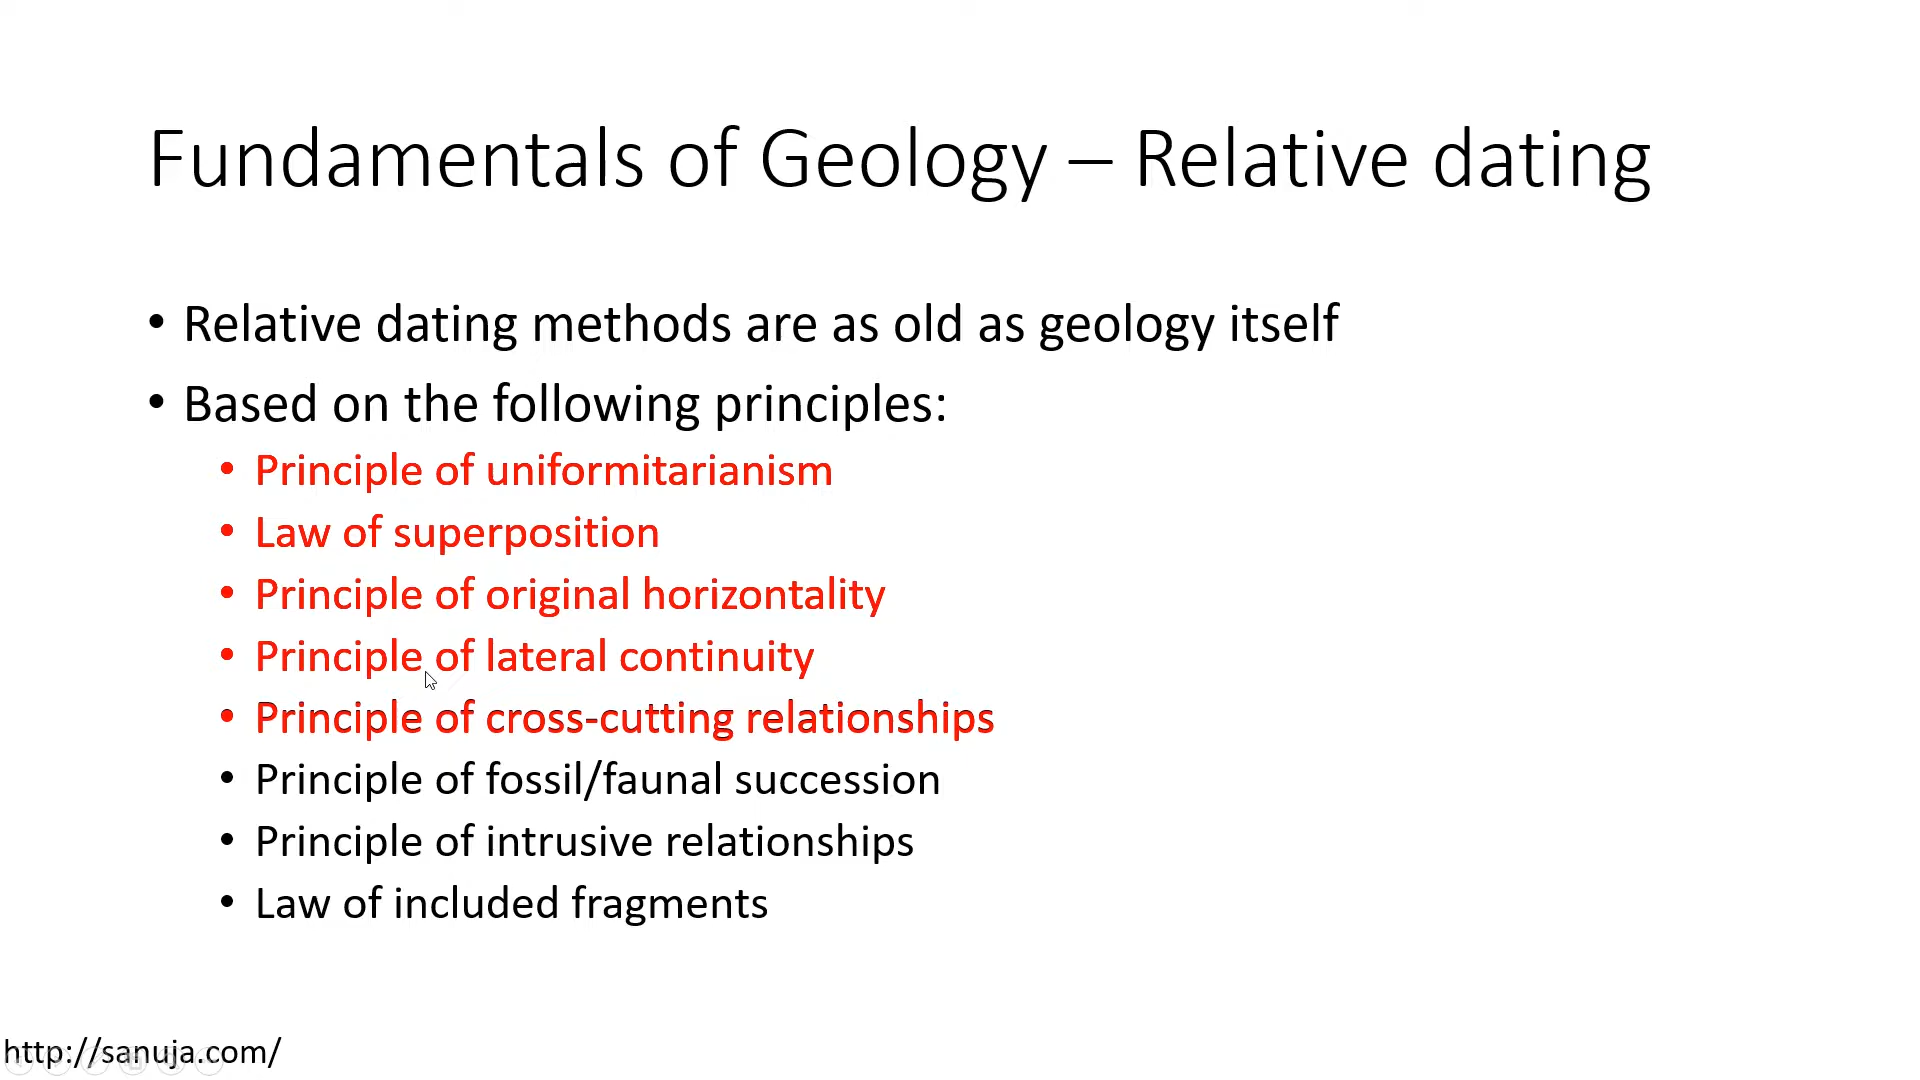 Fundamentals of Geology – Relative dating
• Relative dating methods are as old as geology itself
• Based on the following principles:
• Principle of uniformitarianism
• Law of superposition
• Principle of original horizontality
• Principle of lateral continuity
• Principle of cross-cutting relationships
• Principle of fossil/faunal succession
• Principle of intrusive relationships
• Law of included fragments
http://sanuja.com/